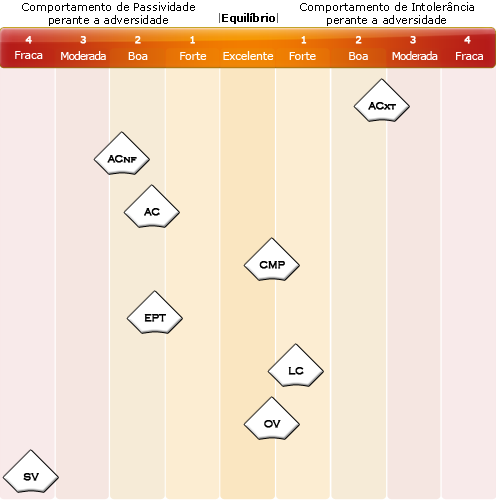 Comportamento de Passividade
perante a adversidade
|Equilíbrio|
Comportamento de Intolerância
perante a adversidade
4 3 2 1 1 2 3 4
Fraca Moderada Boa Forte Excelente Forte Boa Moderada Fraca
ACXT
ACNF
AC
CMP
EPT
LC
OV
SV